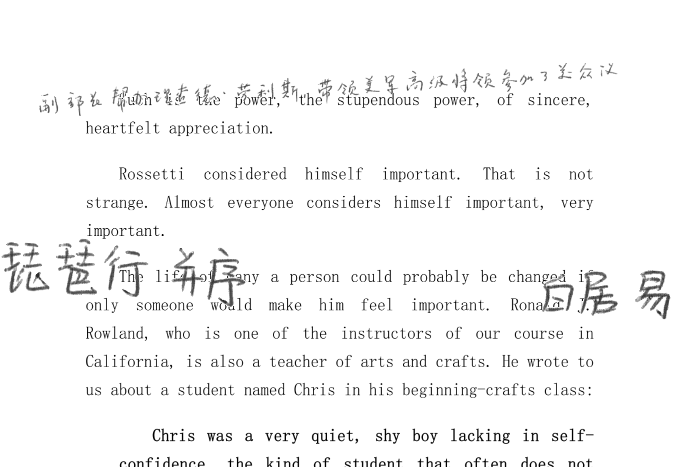 副部长帮办理查德·劳利斯带领美军高级将领参加了美众议
the power, the stupendous power, of sincere,
heartfelt appreciation.
Rossetti considered himself important. That is not
strange. Almost everyone considers himself important, very
important.
琵琶行 并序
The life of many a person could probably be changed if
白居易
only someone would make him feel important. Ronald J.
Rowland, who is one of the instructors of our course in
California, is also a teacher of arts and crafts. He wrote to
us about a student named Chris in his beginning-crafts class:
Chris was a very quiet, shy boy lacking in self-
confidence, the kind of student that often does not